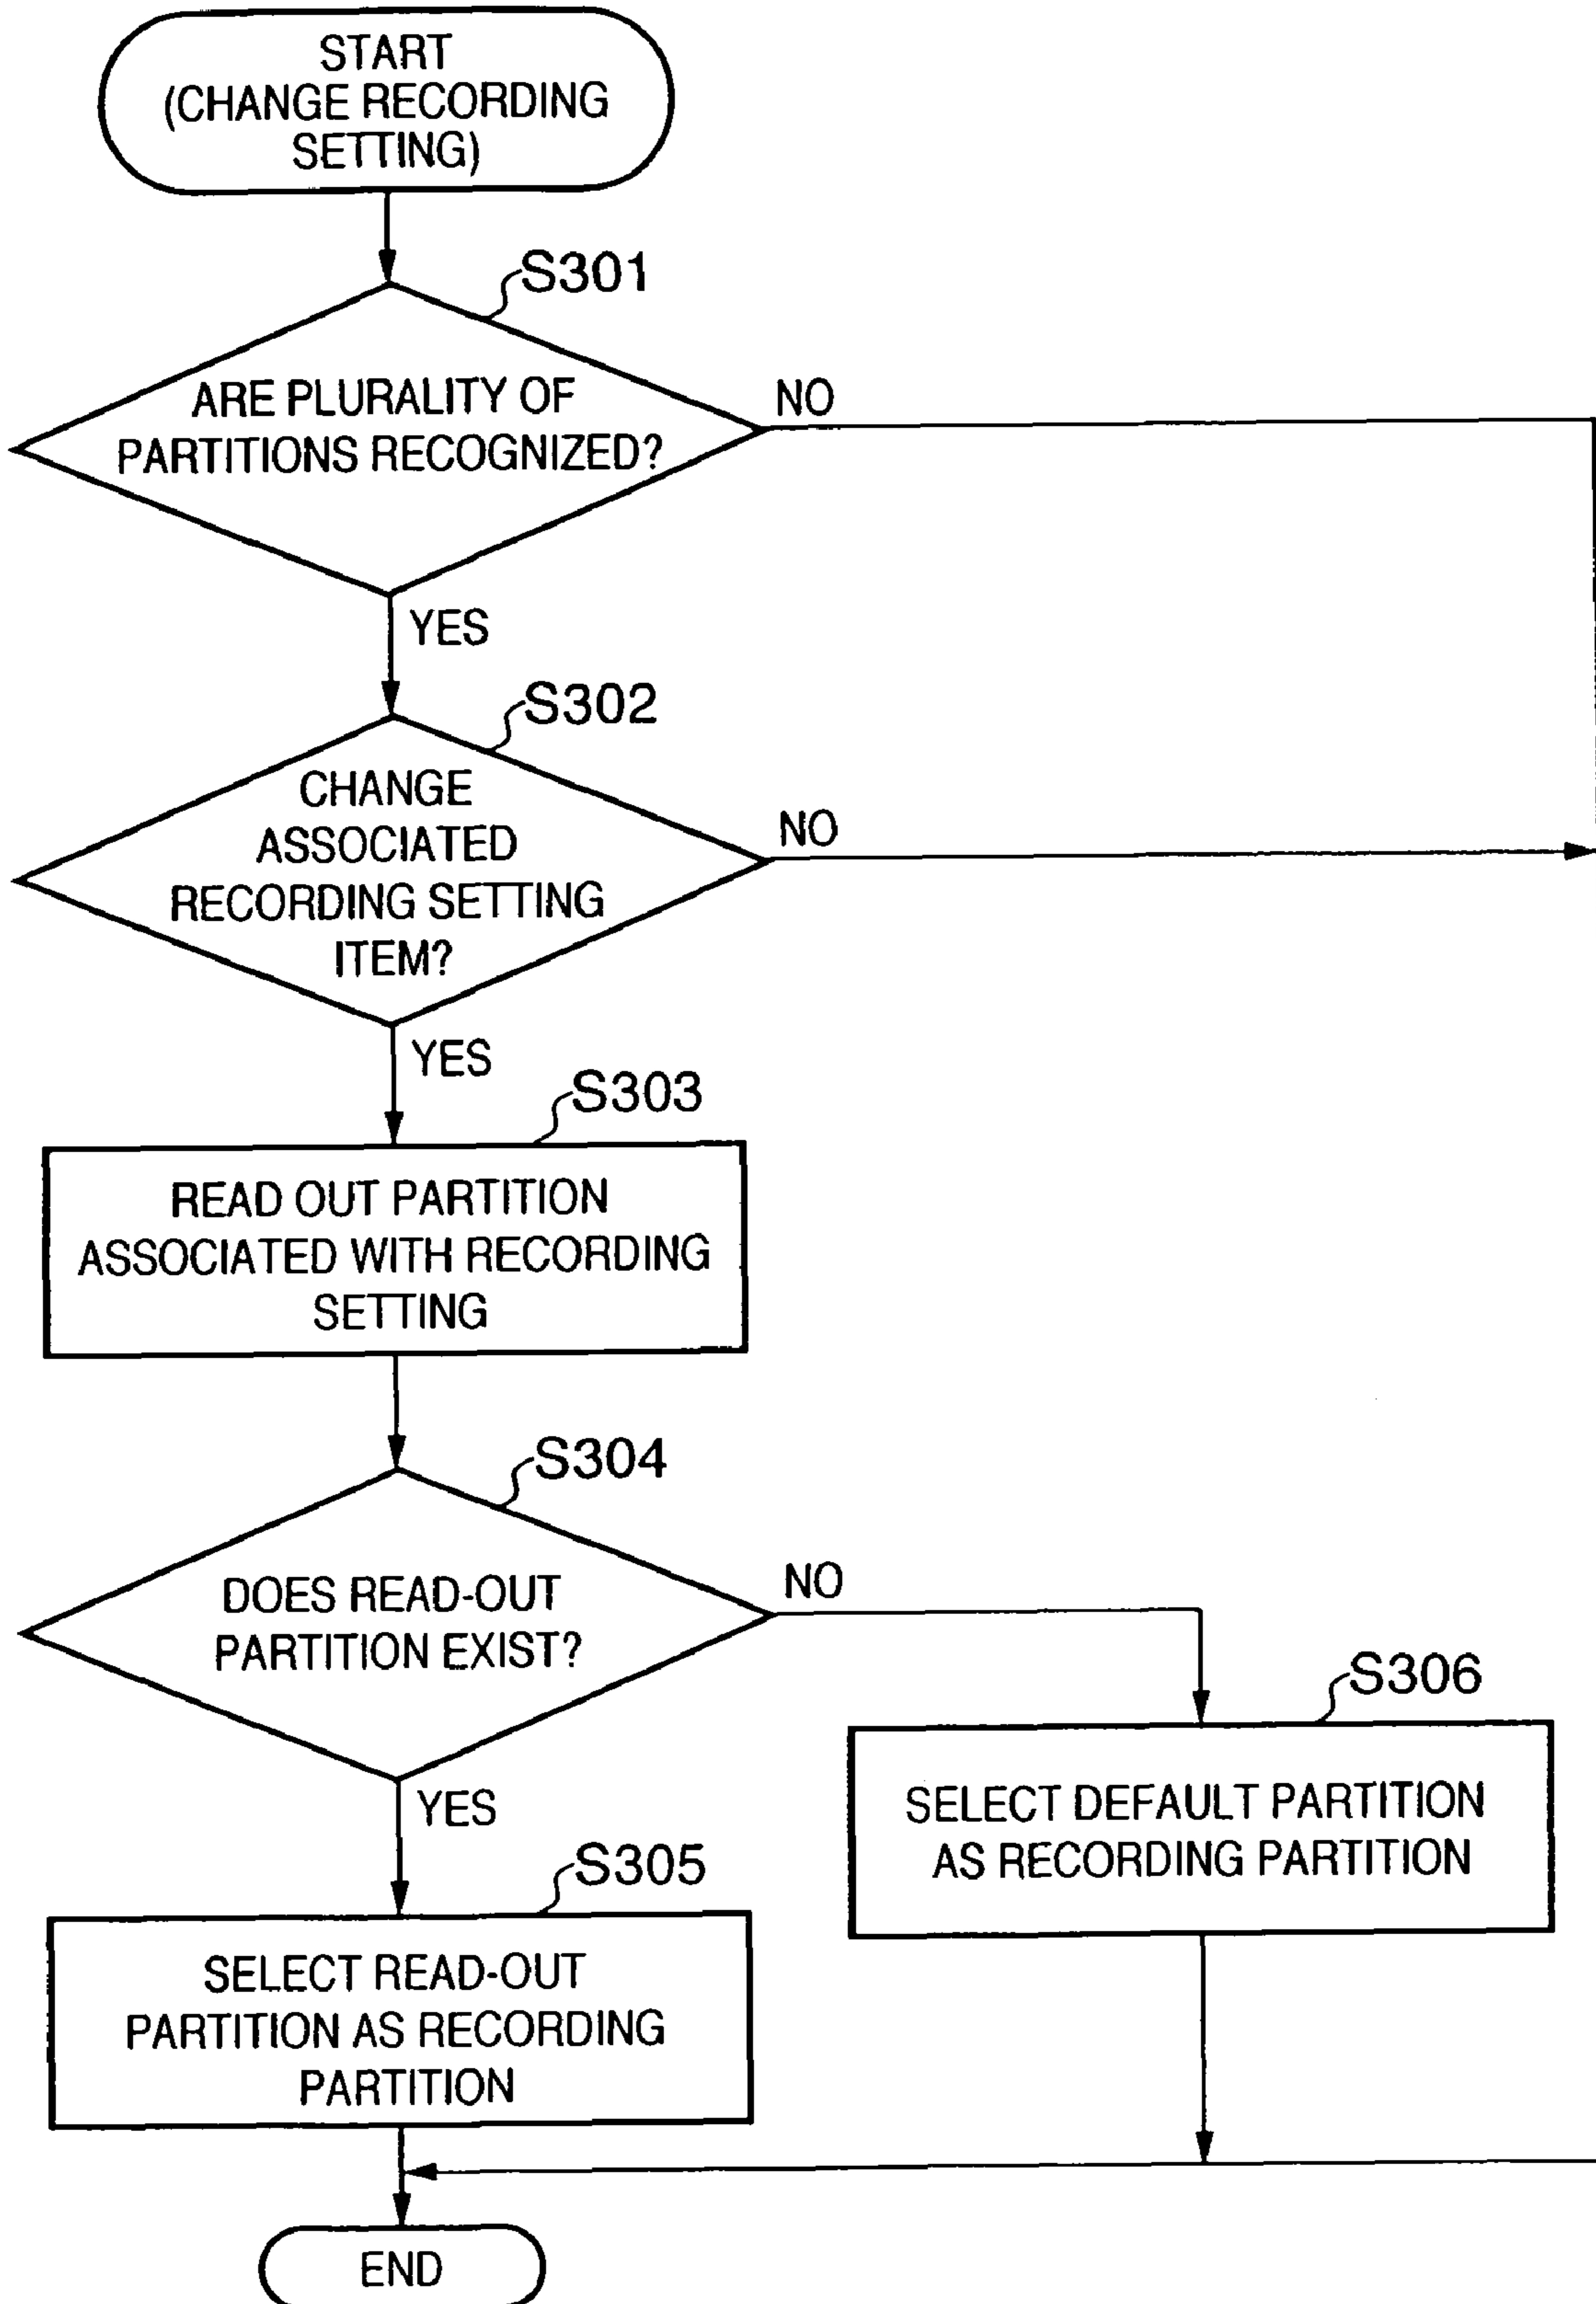 START
(CHANGE RECORDING
SETTING)
S301
ARE PLURALITY OF
PARTITIONS RECOGNIZED?
NO
YES
S302
CHANGE
ASSOCIATED
RECORDING SETTING
ITEM?
NO
YES
S303
READ OUT PARTITION
ASSOCIATED WITH RECORDING
SETTING
S304
DOES READ-OUT
PARTITION EXIST?
NO
YES
S306
SELECT DEFAULT PARTITION
AS RECORDING PARTITION
S305
SELECT READ-OUT
PARTITION AS RECORDING
PARTITION
END